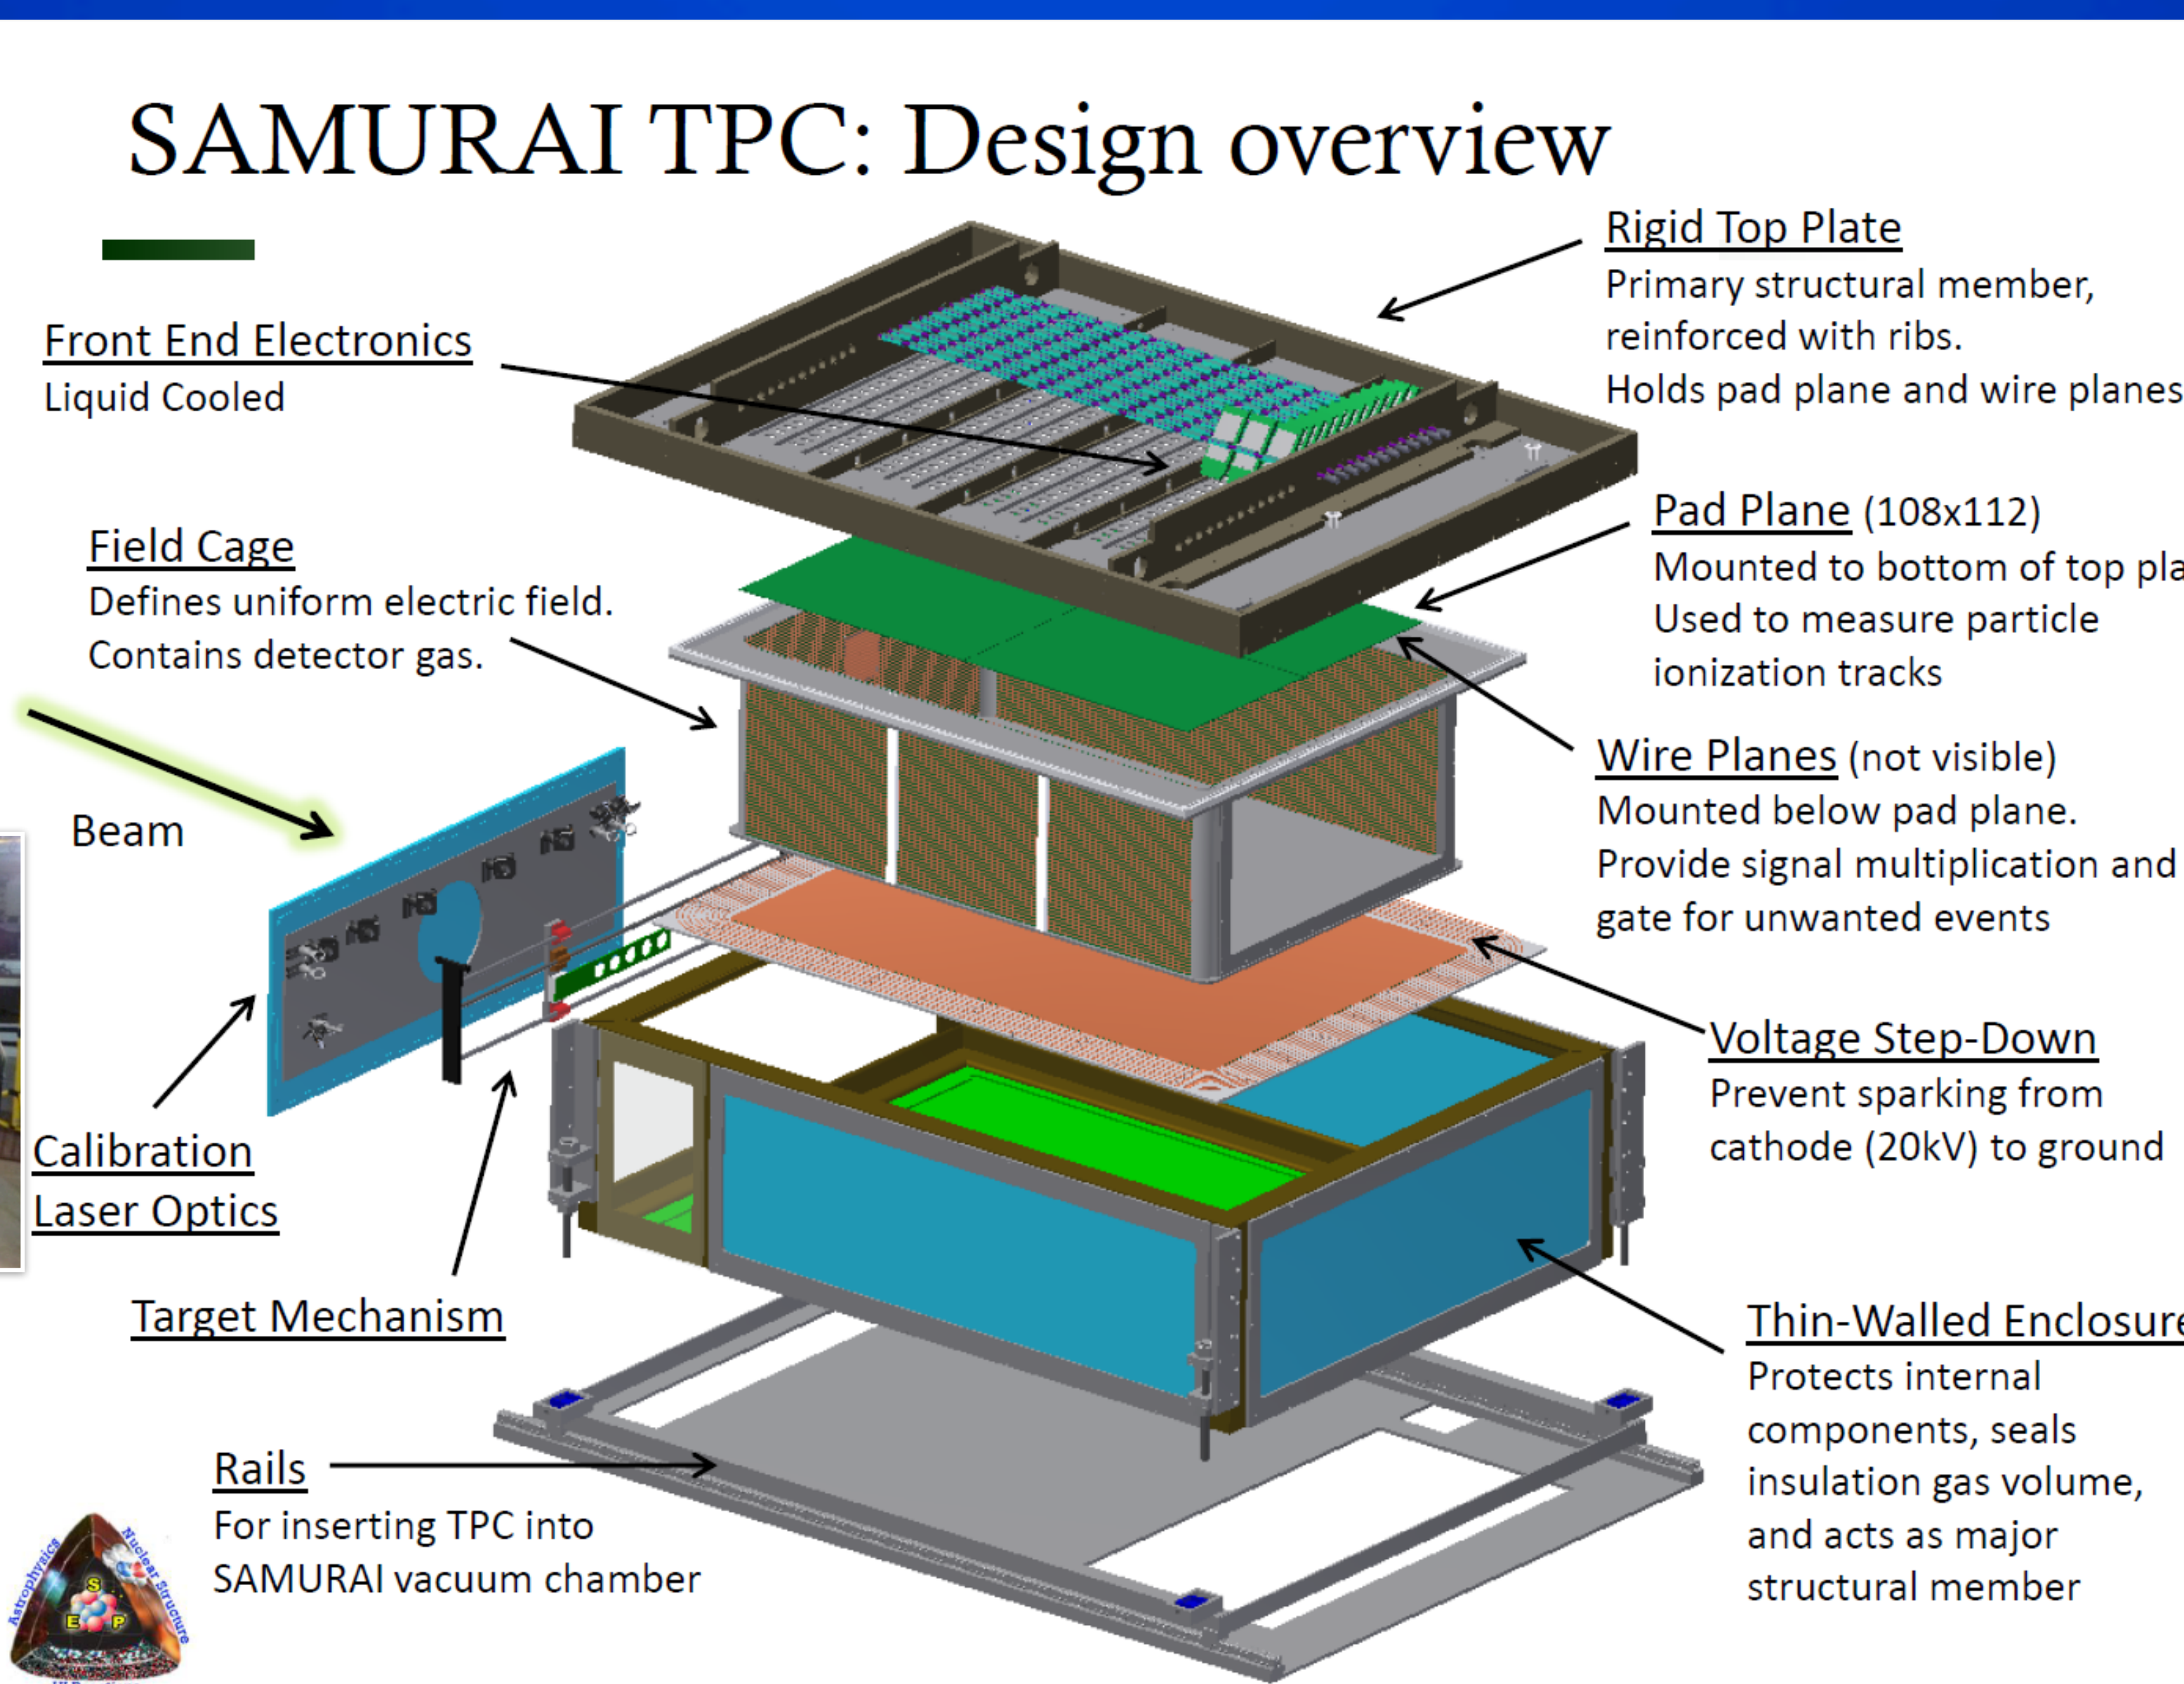 SAMURAI TPC: Design overview
Front End Electronics
Liquid Cooled
Rigid Top Plate
Primary structural member,
reinforced with ribs.
Holds pad plane and wire planes
Field Cage
Defines uniform electric field.
Contains detector gas.
Pad Plane (108x112)
Mounted to bottom of top
Used to measure particle
ionization tracks
Beam
Wire Planes (not visible)
Mounted below pad plane.
Provide signal multiplication and
gate for unwanted events
Voltage Step-Down
Prevent sparking from
cathode (20kV) to ground
Calibration
Laser Optics
Target Mechanism
Thin-Walled Enclosure
Protects internal
components, seals
insulation gas volume,
and acts as major
structural member
Rails
For inserting TPC into
SAMURAI vacuum chamber
Astrophysics
Nuclear Structure
S
E P